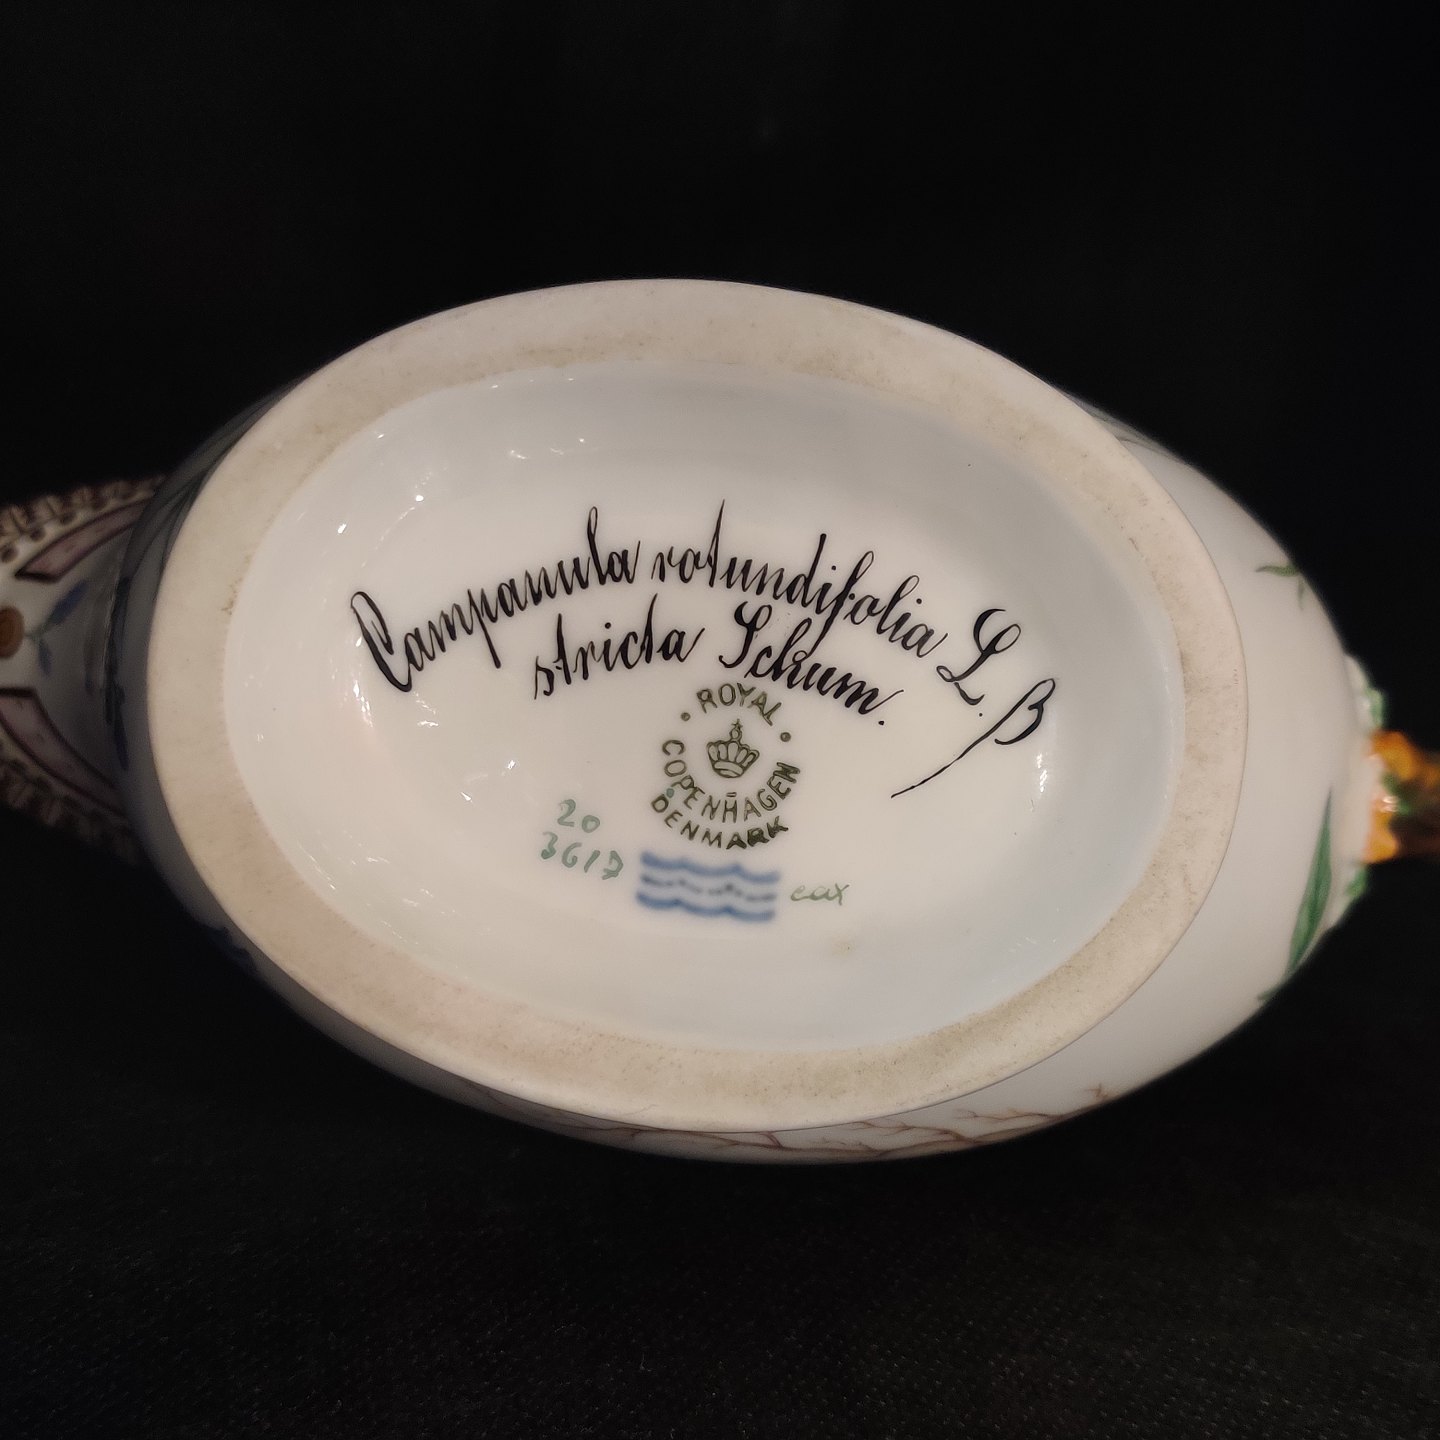 Campanula rotundifolia L. β
stricta Schum.
ROYAL
COPENHAGEN
DENMARK
20
3617
cax